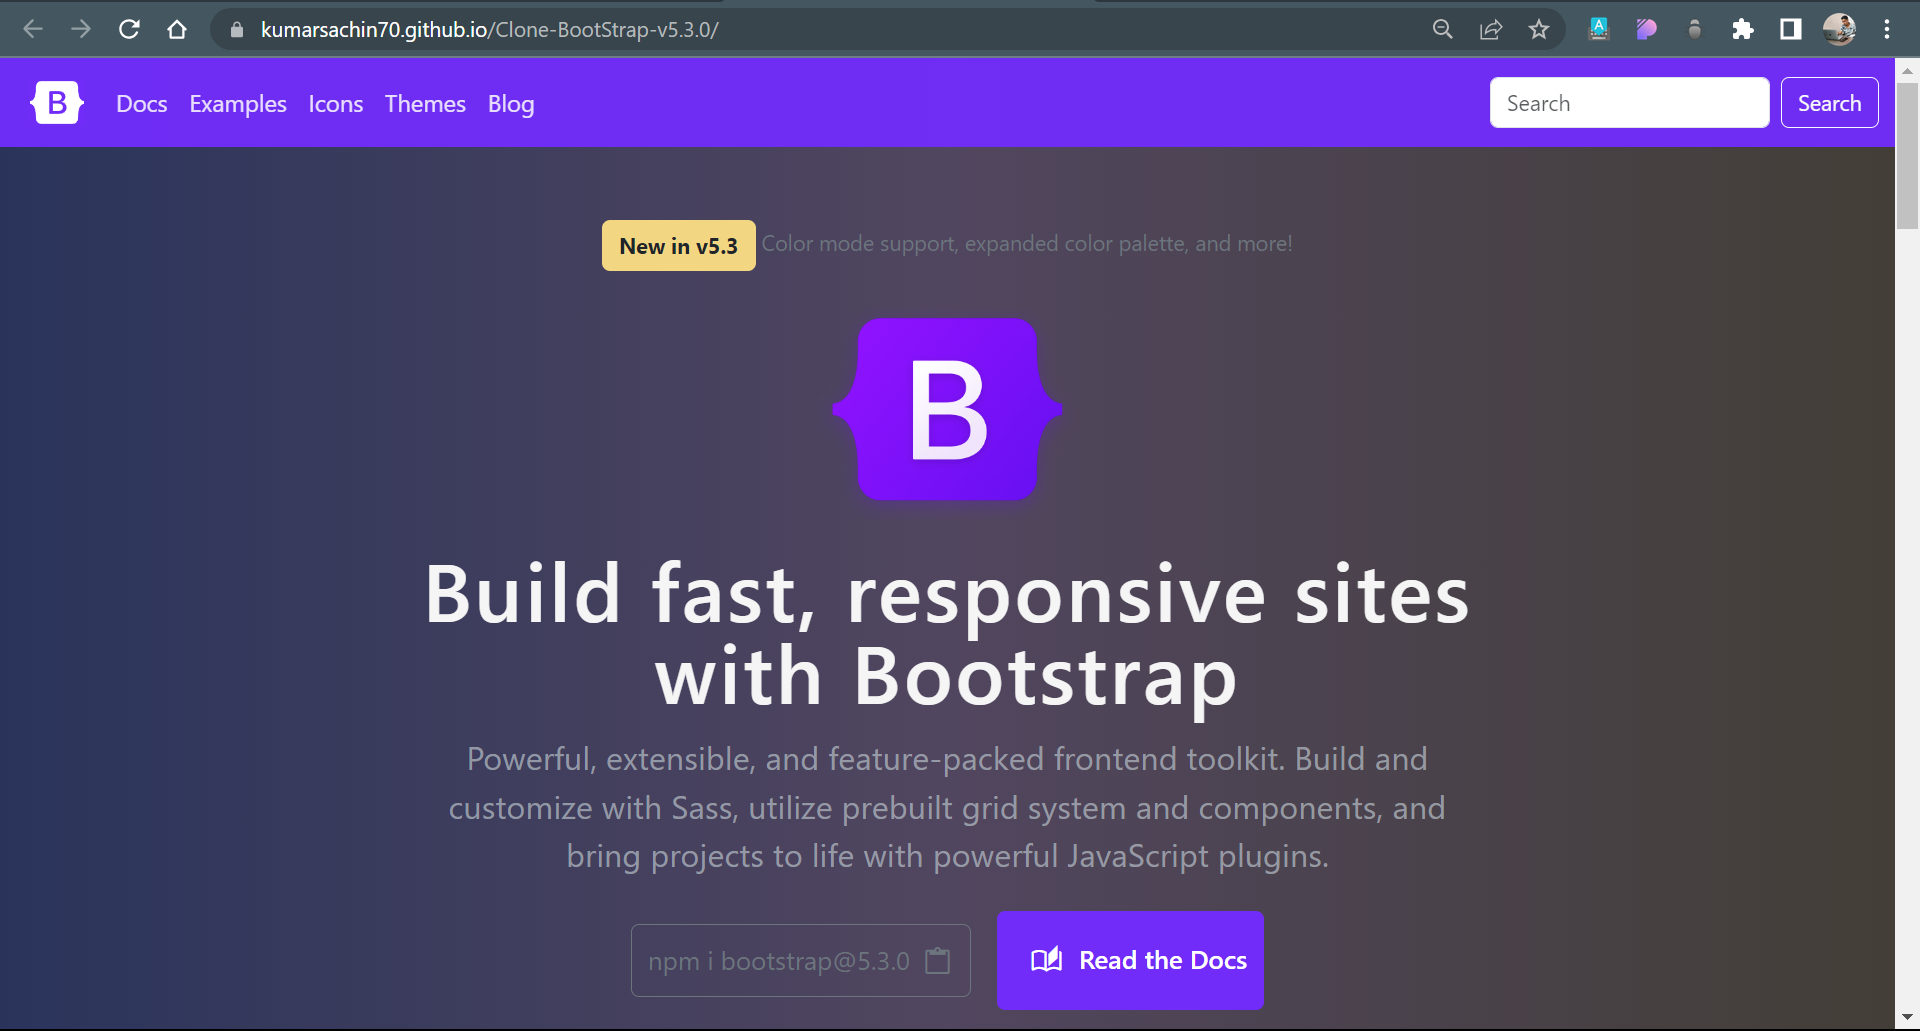 kumarsachin70.github.io/Clone-BootStrap-v5.3.0/
B Docs Examples Icons Themes Blog Search Search
New in v5.3 Color mode support, expanded color palette, and more!
B
Build fast, responsive sites
with Bootstrap
Powerful, extensible, and feature-packed frontend toolkit. Build and
customize with Sass, utilize prebuilt grid system and components, and
bring projects to life with powerful JavaScript plugins.
npm i bootstrap@5.3.0 Read the Docs